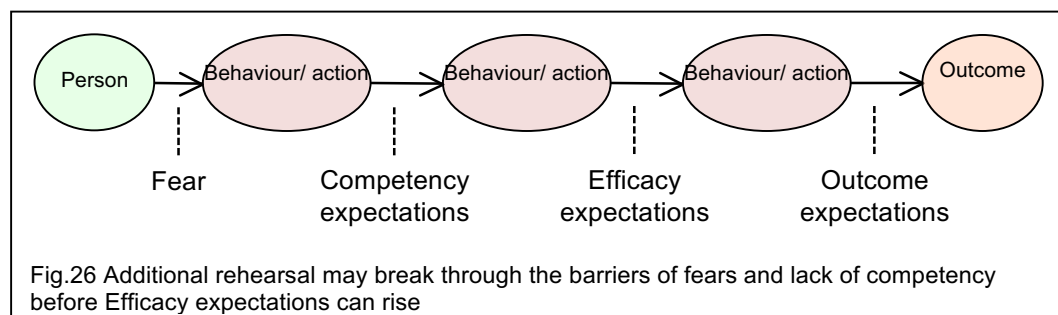 Person
Behaviour/ action
Behaviour/ action
Behaviour/ action
Outcome
Fear
Competency
expectations
Efficacy
expectations
Outcome
expectations
Fig.26 Additional rehearsal may break through the barriers of fears and lack of competency
before Efficacy expectations can rise